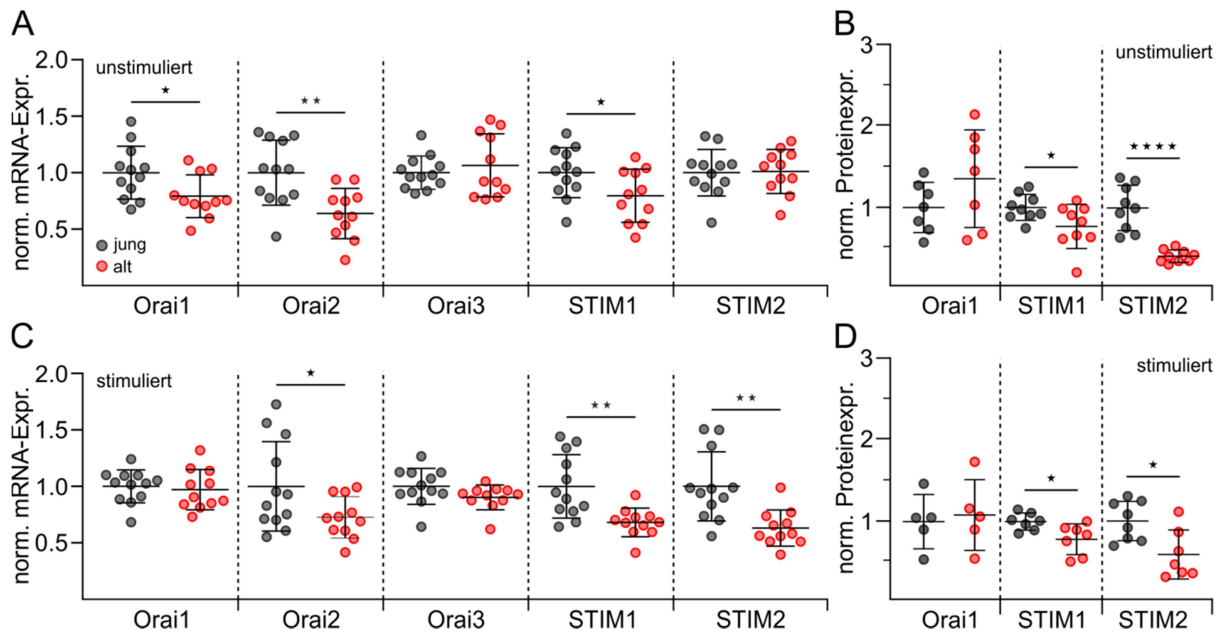 A
norm. mRNA-Expr.
2.0
1.5
1.0
0.5
unstimuliert
★
★★
★
jung
alt
Orai1 Orai2 Orai3 STIM1 STIM2
B
norm. Proteinexpr.
3
2
1
unstimuliert
★
★★★★
Orai1 STIM1 STIM2
C
norm. mRNA-Expr.
2.0
1.5
1.0
0.5
stimuliert
★
★★
★★
Orai1 Orai2 Orai3 STIM1 STIM2
D
norm. Proteinexpr.
3
2
1
stimuliert
★
★
Orai1 STIM1 STIM2